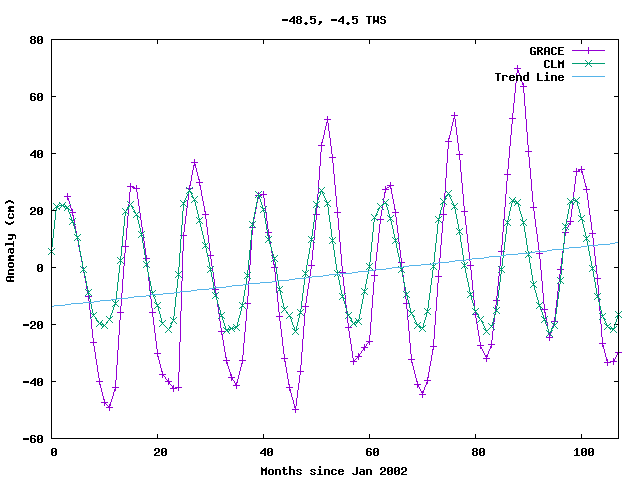 -48.5, -4.5 TWS
GRACE
CLM
Trend Line
80
60
40
20
0
-20
-40
-60
Anomaly (cm)
0 20 40 60 80 100
Months since Jan 2002